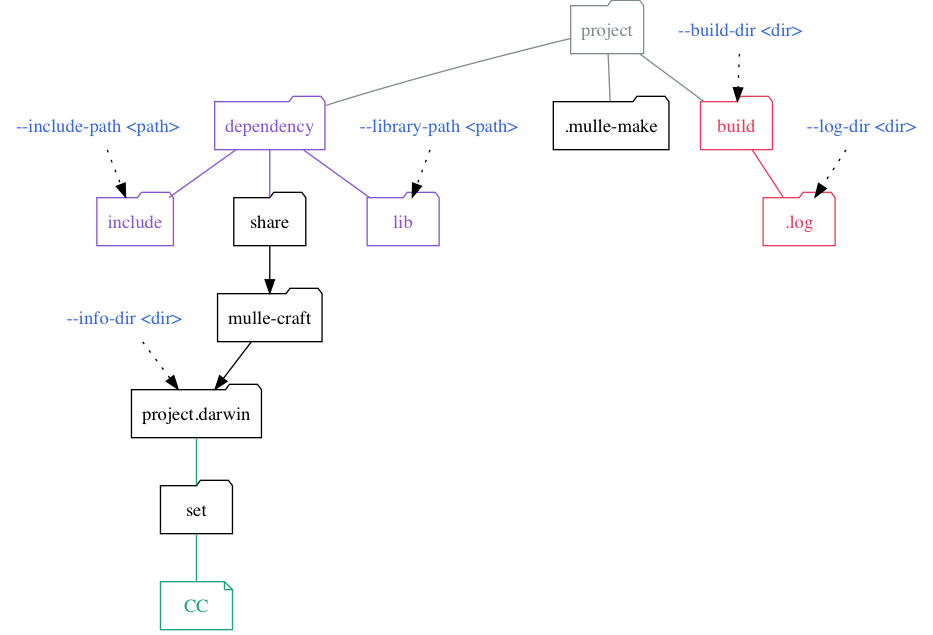 project
--build-dir <dir>
--include-path <path>
dependency
--library-path <path>
.mulle-make
build
--log-dir <dir>
include
share
lib
.log
--info-dir <dir>
mulle-craft
project.darwin
set
CC